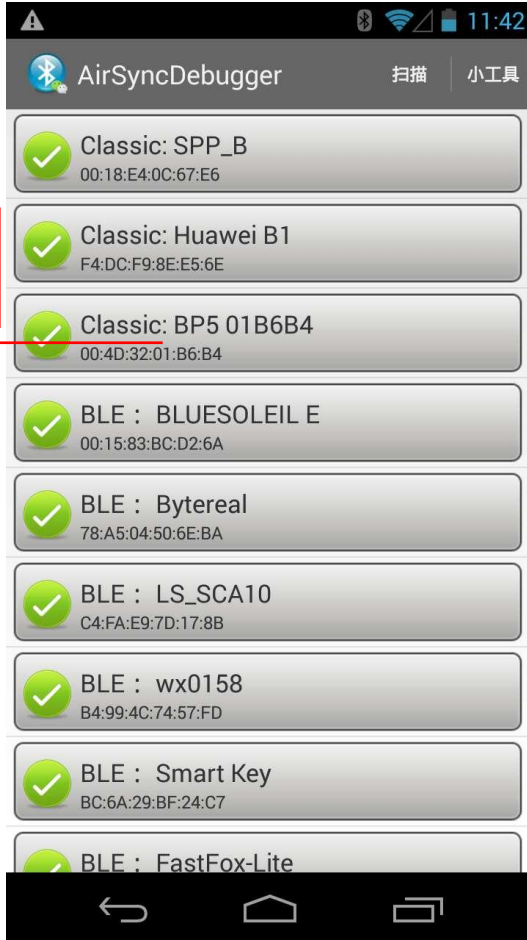 11:42
AirSyncDebugger 扫描 小工具
Classic: SPP_B
00:18:E4:0C:67:E6
Classic: Huawei B1
F4:DC:F9:8E:E5:6E
Classic: BP5 01B6B4
00:4D:32:01:B6:B4
BLE： BLUESOLEIL E
00:15:83:BC:D2:6A
BLE： Bytereal
78:A5:04:50:6E:BA
BLE： LS_SCA10
C4:FA:E9:7D:17:8B
BLE： wx0158
B4:99:4C:74:57:FD
BLE： Smart Key
BC:6A:29:BF:24:C7
BLE： FastFox-Lite